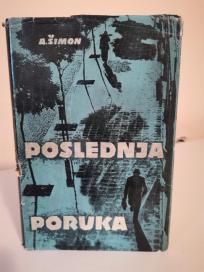 A. ŠIMON
POSLEDNJA
PORUKA